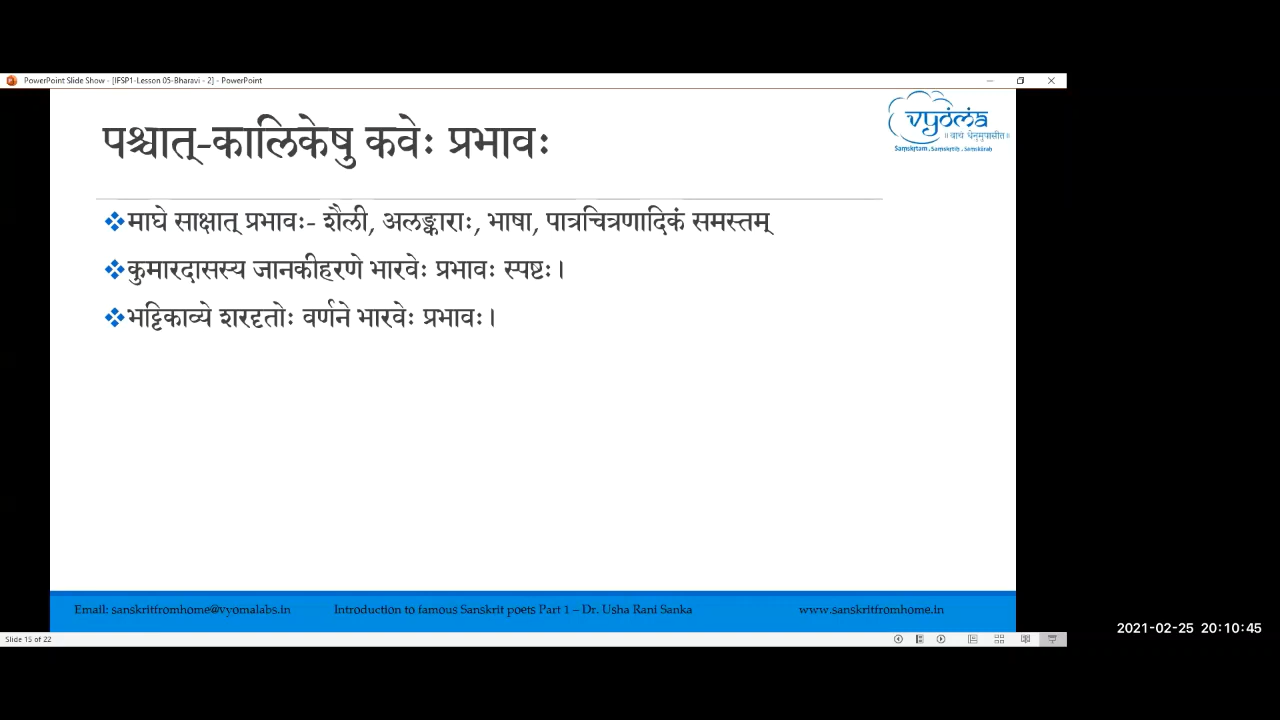 PowerPoint Slide Show - [IFSP1-Lesson 05-Bharavi - 2] - PowerPoint
vyoma
॥ वाचं धेनुमुपासीत॥
Samskrtam . Samskrtih . Samskarah
पश्चात्-कालिकेषु कवेः प्रभावः
❖माघे साक्षात् प्रभावः- शैली, अलङ्काराः, भाषा, पात्रचित्रणादिकं समस्तम्
❖कुमारदासस्य जानकीहरणे भारवेः प्रभावः स्पष्टः।
❖भट्टिकाव्ये शरदृतोः वर्णने भारवेः प्रभावः।
Email: sanskritfromhome@vyomalabs.in Introduction to famous Sanskrit poets Part 1 – Dr. Usha Rani Sanka www.sanskritfromhome.in
Slide 15 of 22
2021-02-25 20:10:45